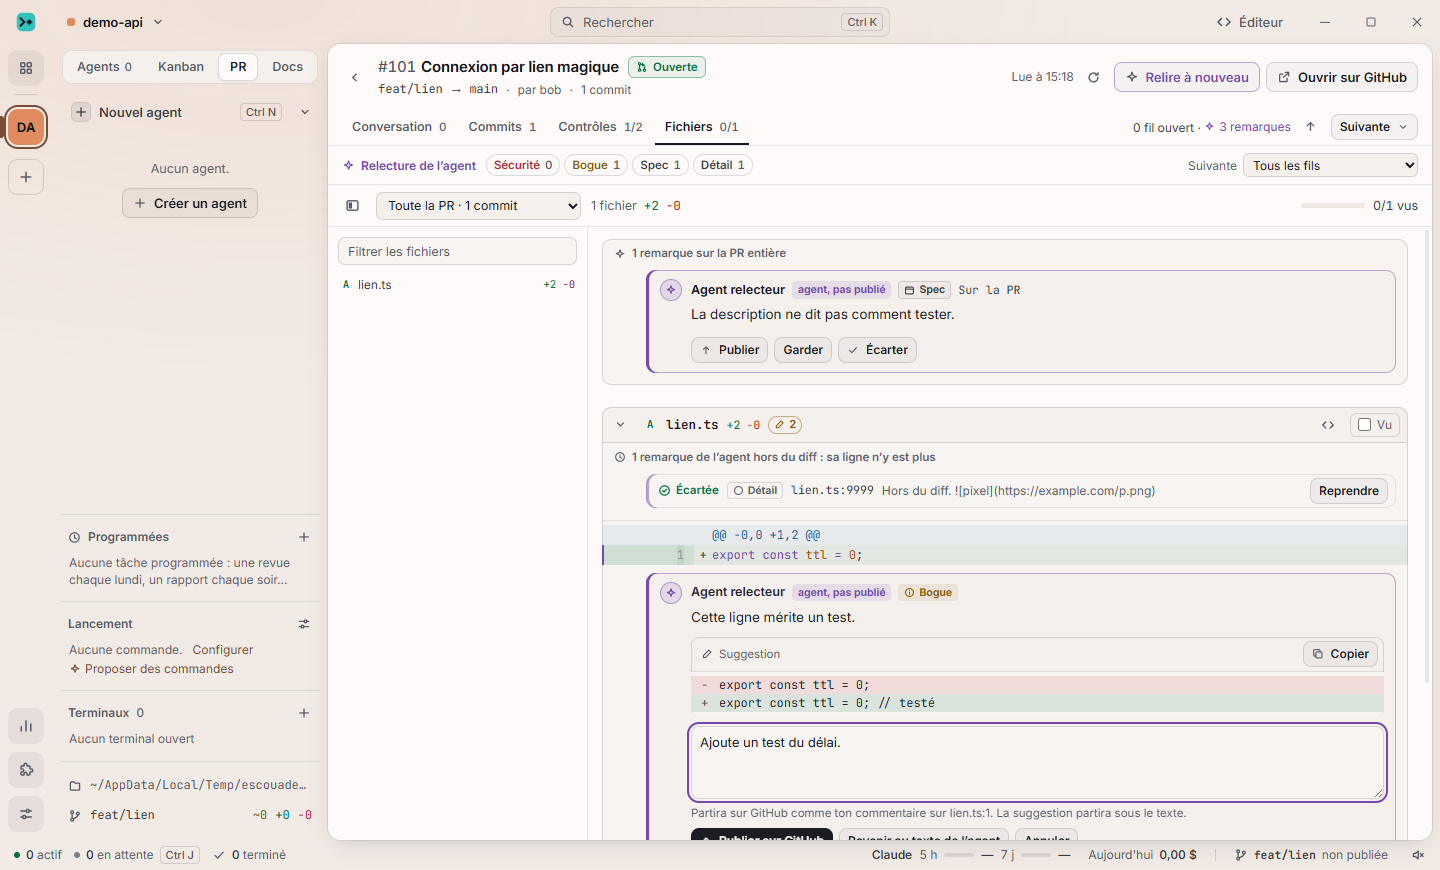 demo-api
Rechercher
Ctrl K
Éditeur
Agents 0
Kanban
PR
Docs
DA
Nouvel agent
Ctrl N
Aucun agent.
Créer un agent
Programmées
Aucune tâche programmée : une revue
chaque lundi, un rapport chaque soir…
Lancement
Aucune commande. Configurer
Proposer des commandes
Terminaux 0
Aucun terminal ouvert
~/AppData/Local/Temp/escouade…
feat/lien ~0 +0 -0
#101 Connexion par lien magique
Ouverte
feat/lien → main · par bob · 1 commit
Lue à 15:18
Relire à nouveau
Ouvrir sur GitHub
Conversation 0
Commits 1
Contrôles 1/2
Fichiers 0/1
0 fil ouvert · 3 remarques
Suivante
Relecture de l’agent
Sécurité 0
Bogue 1
Spec 1
Détail 1
Suivante
Tous les fils
Toute la PR · 1 commit
1 fichier +2 -0
0/1 vus
Filtrer les fichiers
A lien.ts +2 -0
1 remarque sur la PR entière
Agent relecteur agent, pas publié Spec Sur la PR
La description ne dit pas comment tester.
Publier
Garder
Écarter
A lien.ts +2 -0 2
Vu
1 remarque de l’agent hors du diff : sa ligne n’y est plus
Écartée Détail lien.ts:9999 Hors du diff. ![pixel](https://example.com/p.png)
Reprendre
@@ -0,0 +1,2 @@
1 + export const ttl = 0;
Agent relecteur agent, pas publié Bogue
Cette ligne mérite un test.
Suggestion
Copier
- export const ttl = 0;
+ export const ttl = 0; // testé
Ajoute un test du délai.
Partira sur GitHub comme ton commentaire sur lien.ts:1. La suggestion partira sous le texte.
Publier sur GitHub
Revenir au texte de l’agent
Annuler
0 actif
0 en attente
Ctrl J
0 terminé
Claude 5 h — 7 j —
Aujourd'hui 0,00 $
feat/lien non publiée